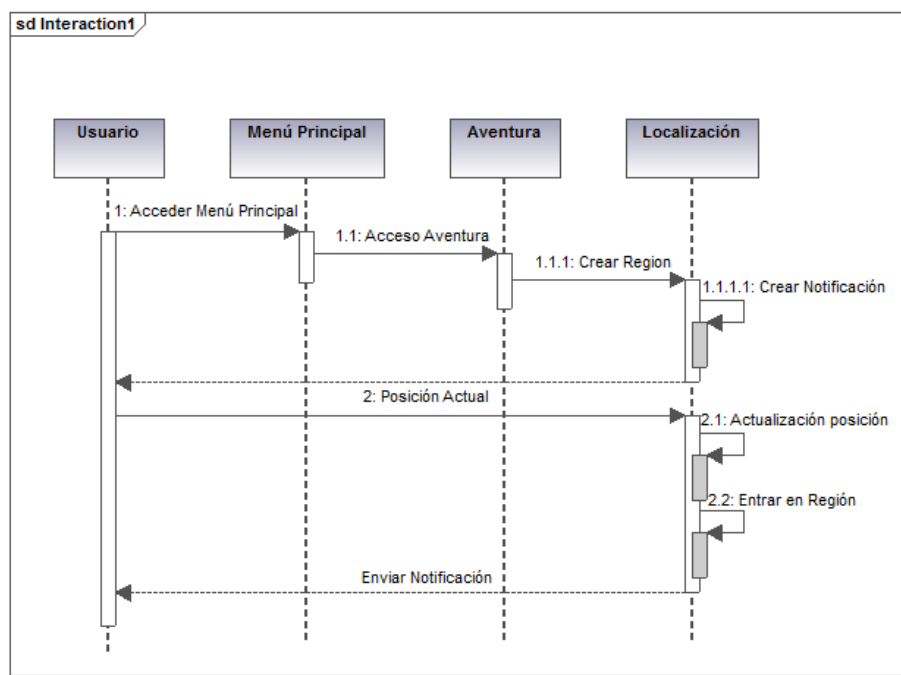 sd Interaction1
Usuario
Menú Principal
Aventura
Localización
1: Acceder Menú Principal
1.1: Acceso Aventura
1.1.1: Crear Region
1.1.1.1: Crear Notificación
2: Posición Actual
2.1: Actualización posición
2.2: Entrar en Región
Enviar Notificación